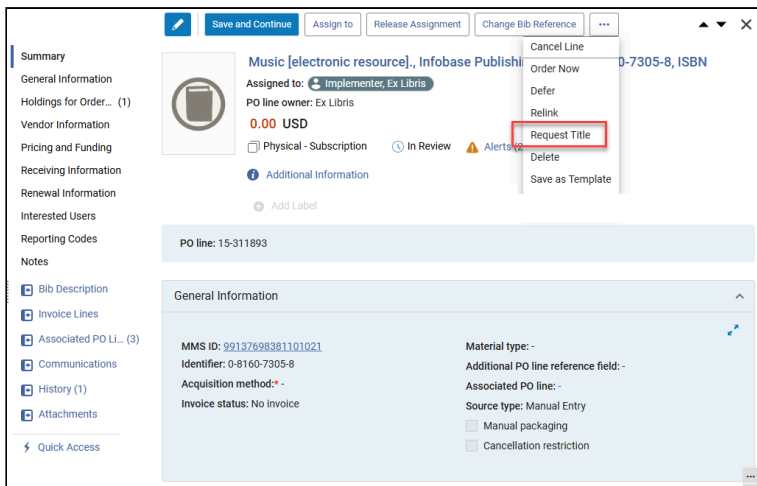 Save and Continue
Assign to
Release Assignment
Change Bib Reference
Cancel Line
Order Now
Defer
Relink
Request Title
Delete
Save as Template
Summary
General Information
Holdings for Order... (1)
Vendor Information
Pricing and Funding
Receiving Information
Renewal Information
Interested Users
Reporting Codes
Notes
Bib Description
Invoice Lines
Associated PO Li... (3)
Communications
History (1)
Attachments
Quick Access
Music [electronic resource]., Infobase Publishi 0-7305-8, ISBN
Assigned to: Implementer, Ex Libris
PO line owner: Ex Libris
0.00 USD
Physical - Subscription In Review Alerts (2
Additional Information
Add Label
PO line: 15-311893
General Information
MMS ID: 99137698381101021
Identifier: 0-8160-7305-8
Acquisition method:* -
Invoice status: No invoice
Material type: -
Additional PO line reference field: -
Associated PO line: -
Source type: Manual Entry
Manual packaging
Cancellation restriction